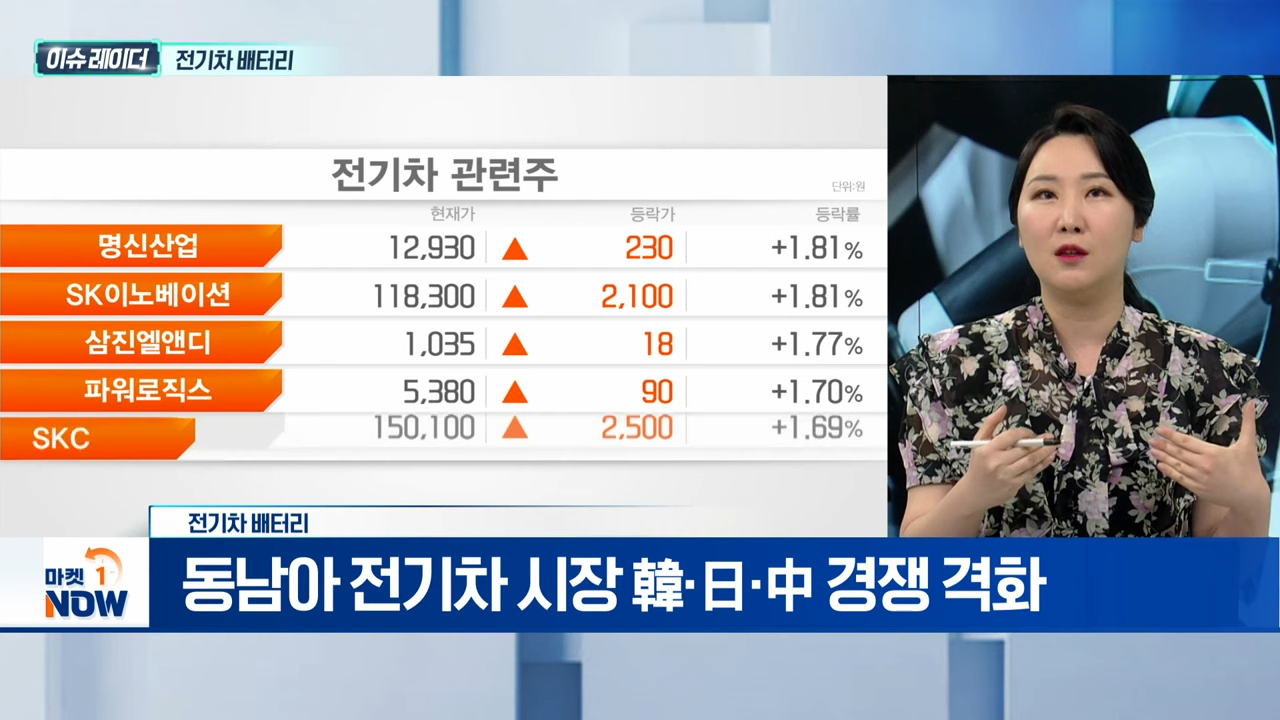 이슈 레이더 전기차 배터리
전기차 관련주
단위:원
현재가 등락가 등락률
명신산업 12,930 ▲ 230 +1.81%
SK이노베이션 118,300 ▲ 2,100 +1.81%
삼진엘앤디 1,035 ▲ 18 +1.77%
파워로직스 5,380 ▲ 90 +1.70%
SKC 150,100 ▲ 2,500 +1.69%
전기차 배터리
마켓 1
NOW
동남아 전기차 시장 韓·日·中 경쟁 격화